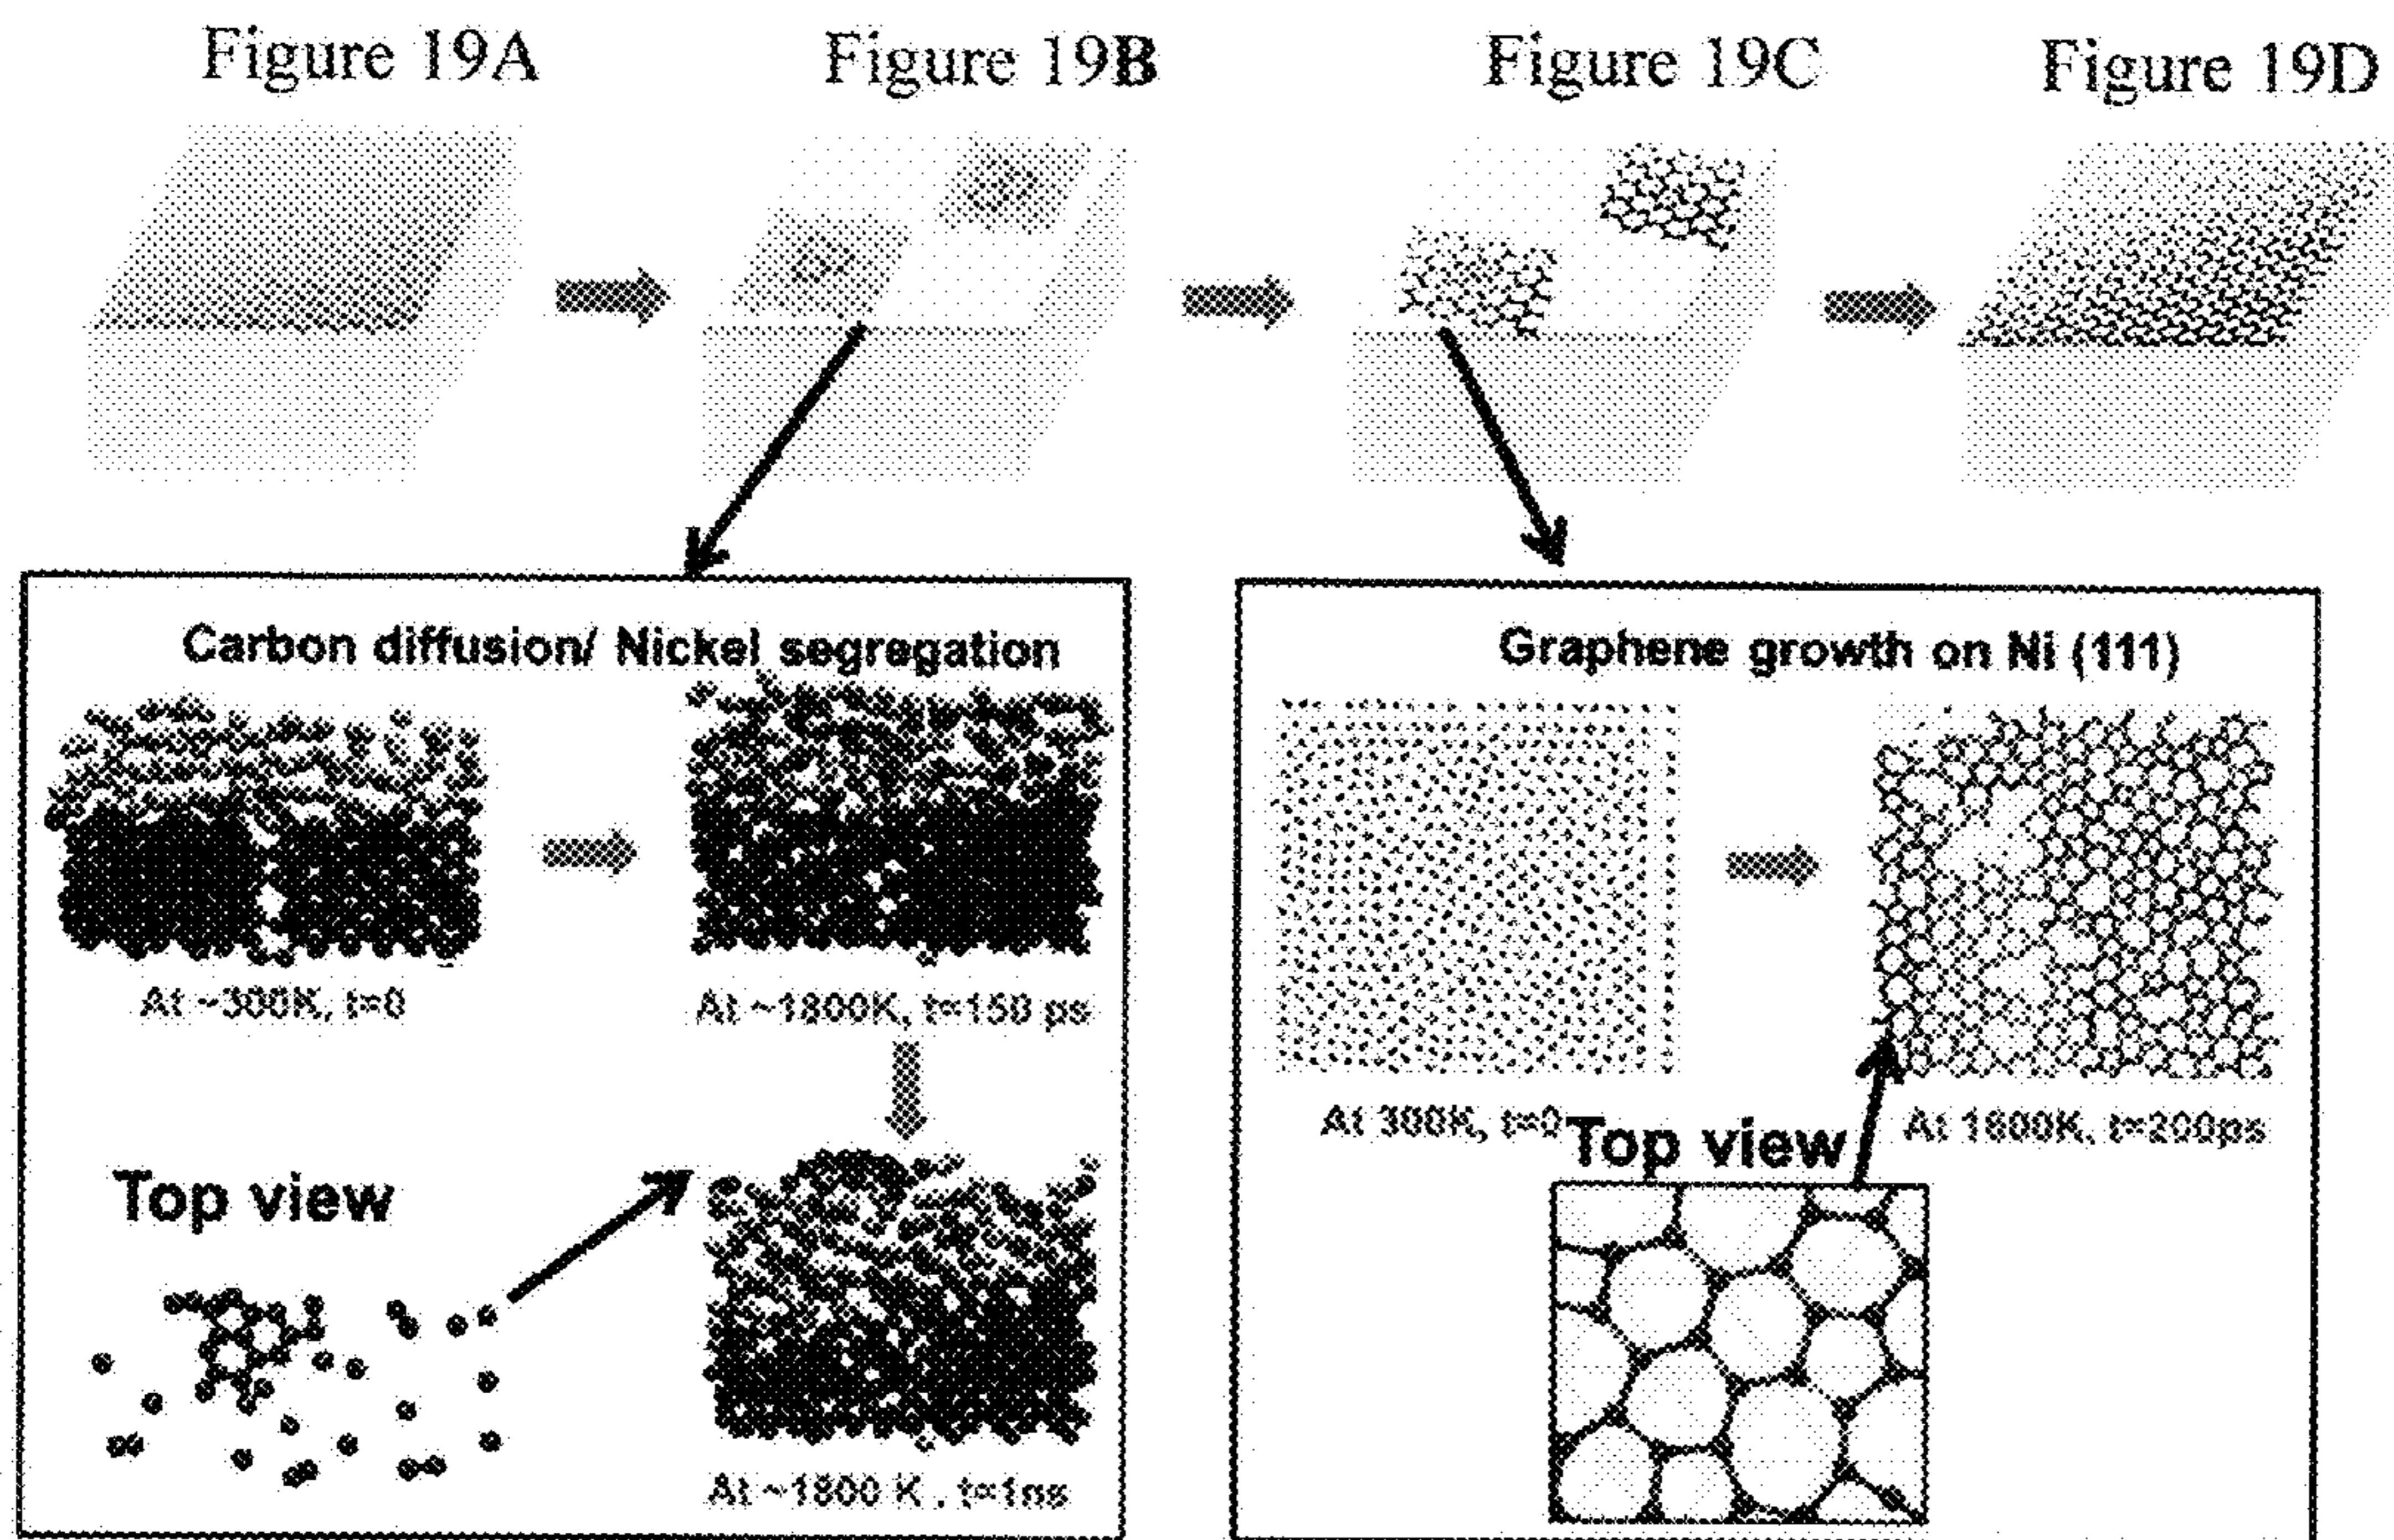 Figure 19A
Figure 19B
Figure 19C
Figure 19D
Carbon diffusion/ Nickel segregation
At ~300K, t=0
At ~1800K, t=150 ps
Top view
At ~1800 K . t=1ns
Graphene growth on Ni (111)
At 300K, t=0
At 1600K, t=200ps
Top view